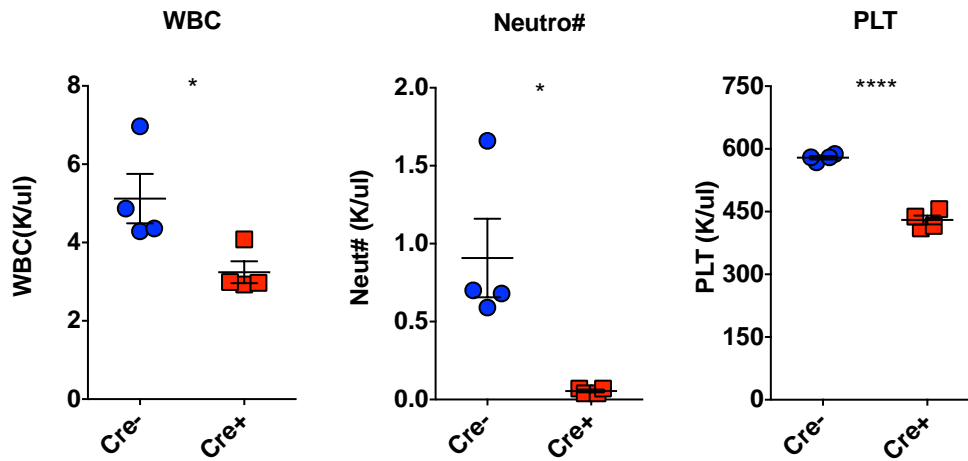 WBC
*
WBC(K/ul)
8
6
4
2
0
Cre-
Cre+
Neutro#
*
Neut# (K/ul)
2.0
1.5
1.0
0.5
0.0
Cre-
Cre+
PLT
****
PLT (K/ul)
750
600
450
300
150
0
Cre-
Cre+